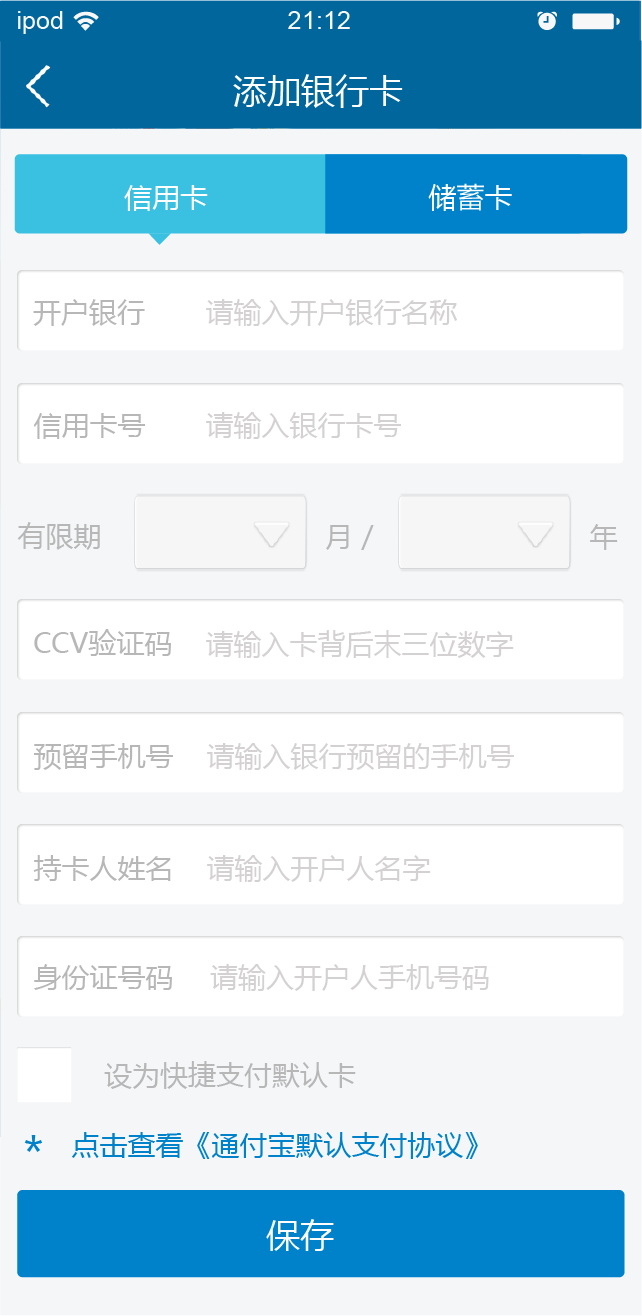 ipod 21:12
添加银行卡
信用卡 储蓄卡
开户银行 请输入开户银行名称
信用卡号 请输入银行卡号
有限期 月 / 年
CCV验证码 请输入卡背后末三位数字
预留手机号 请输入银行预留的手机号
持卡人姓名 请输入开户人名字
身份证号码 请输入开户人手机号码
设为快捷支付默认卡
* 点击查看《通付宝默认支付协议》
保存